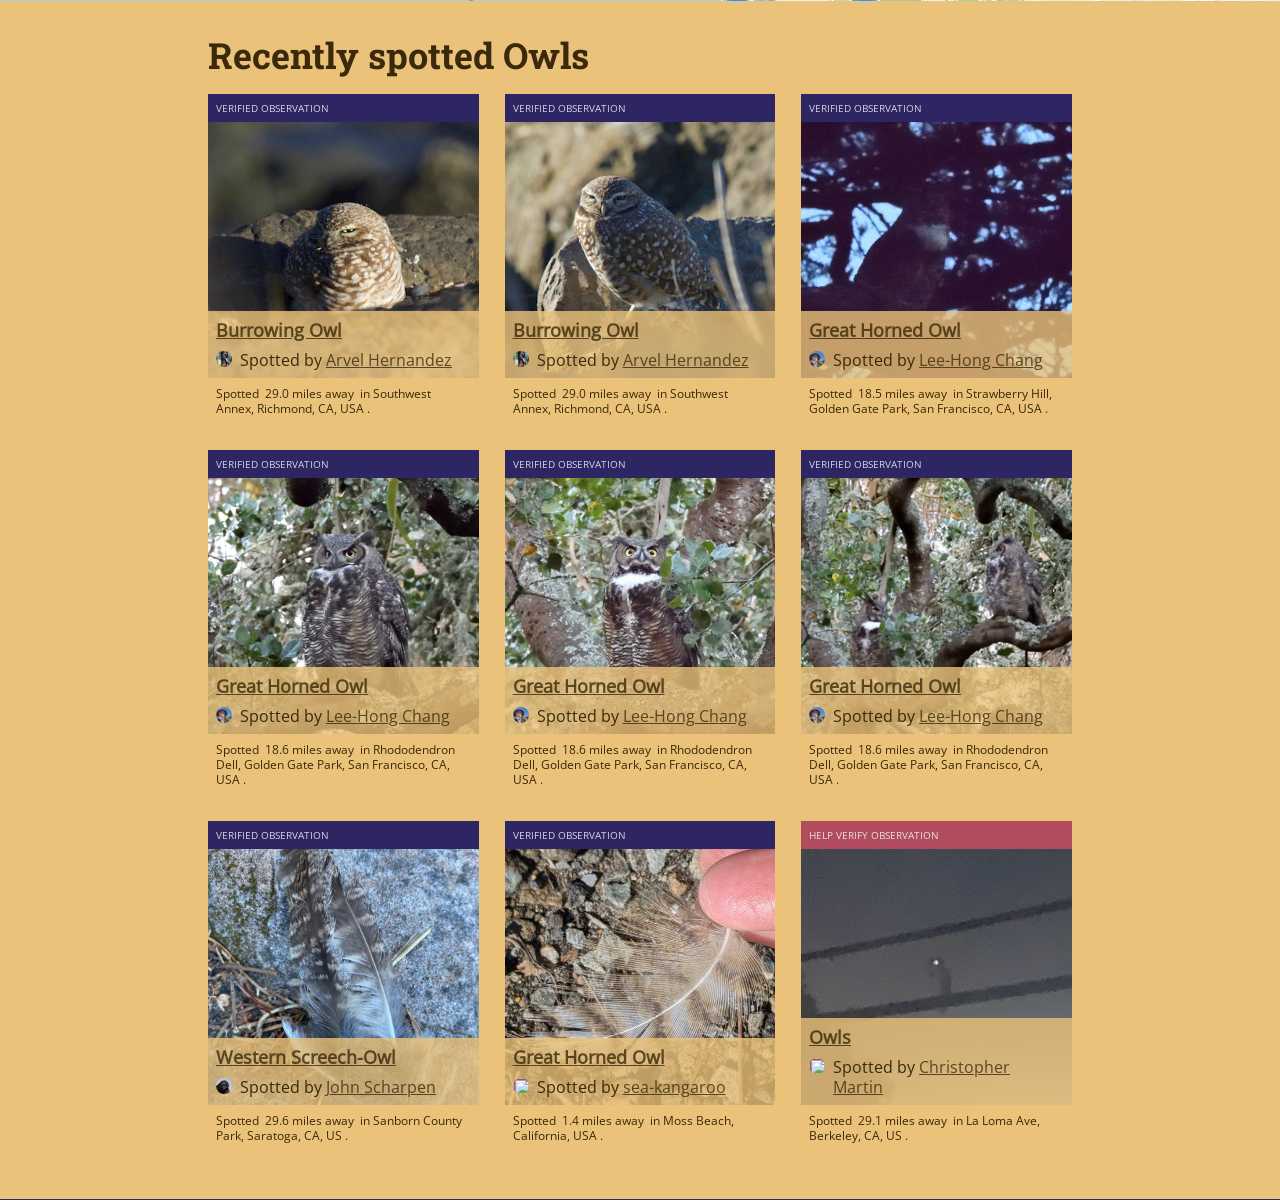 Recently spotted Owls
VERIFIED OBSERVATION
Burrowing Owl
Spotted by Arvel Hernandez
Spotted 29.0 miles away in Southwest
Annex, Richmond, CA, USA .
VERIFIED OBSERVATION
Burrowing Owl
Spotted by Arvel Hernandez
Spotted 29.0 miles away in Southwest
Annex, Richmond, CA, USA .
VERIFIED OBSERVATION
Great Horned Owl
Spotted by Lee-Hong Chang
Spotted 18.5 miles away in Strawberry Hill,
Golden Gate Park, San Francisco, CA, USA .
VERIFIED OBSERVATION
Great Horned Owl
Spotted by Lee-Hong Chang
Spotted 18.6 miles away in Rhododendron
Dell, Golden Gate Park, San Francisco, CA,
USA .
VERIFIED OBSERVATION
Great Horned Owl
Spotted by Lee-Hong Chang
Spotted 18.6 miles away in Rhododendron
Dell, Golden Gate Park, San Francisco, CA,
USA .
VERIFIED OBSERVATION
Great Horned Owl
Spotted by Lee-Hong Chang
Spotted 18.6 miles away in Rhododendron
Dell, Golden Gate Park, San Francisco, CA,
USA .
VERIFIED OBSERVATION
Western Screech-Owl
Spotted by John Scharpen
Spotted 29.6 miles away in Sanborn County
Park, Saratoga, CA, US .
VERIFIED OBSERVATION
Great Horned Owl
Spotted by sea-kangaroo
Spotted 1.4 miles away in Moss Beach,
California, USA .
HELP VERIFY OBSERVATION
Owls
Spotted by Christopher
Martin
Spotted 29.1 miles away in La Loma Ave,
Berkeley, CA, US .